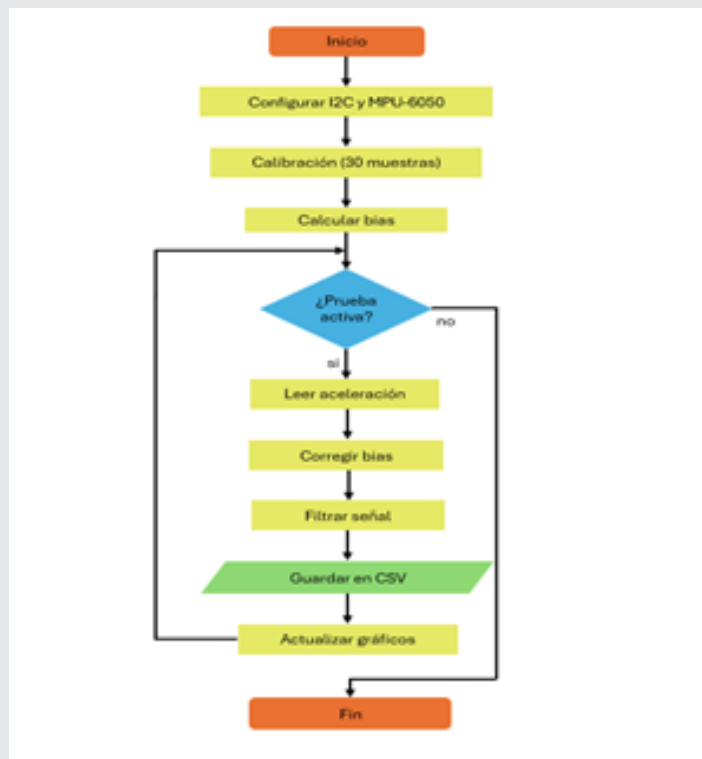 Inicio
Configurar I2C y MPU-6050
Calibración (30 muestras)
Calcular bias
¿Prueba
activa?
no
si
Leer aceleración
Corregir bias
Filtrar señal
Guardar en CSV
Actualizar gráficos
Fin